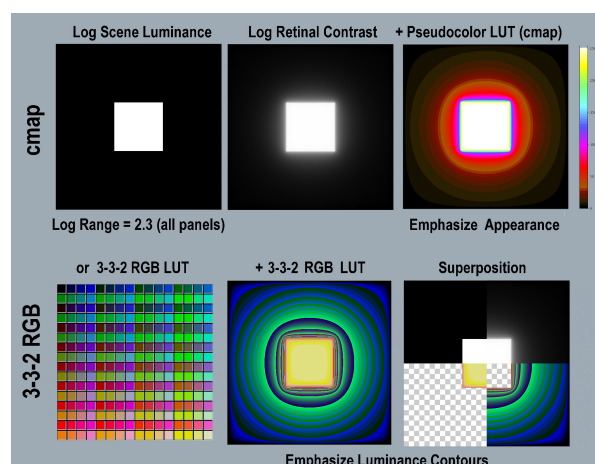 Log Scene Luminance
Log Retinal Contrast
+ Pseudocolor LUT (cmap)
cmap
Log Range = 2.3 (all panels)
Emphasize Appearance
or 3-3-2 RGB LUT
+ 3-3-2 RGB LUT
Superposition
3-3-2 RGB
Emphasize Luminance Contours